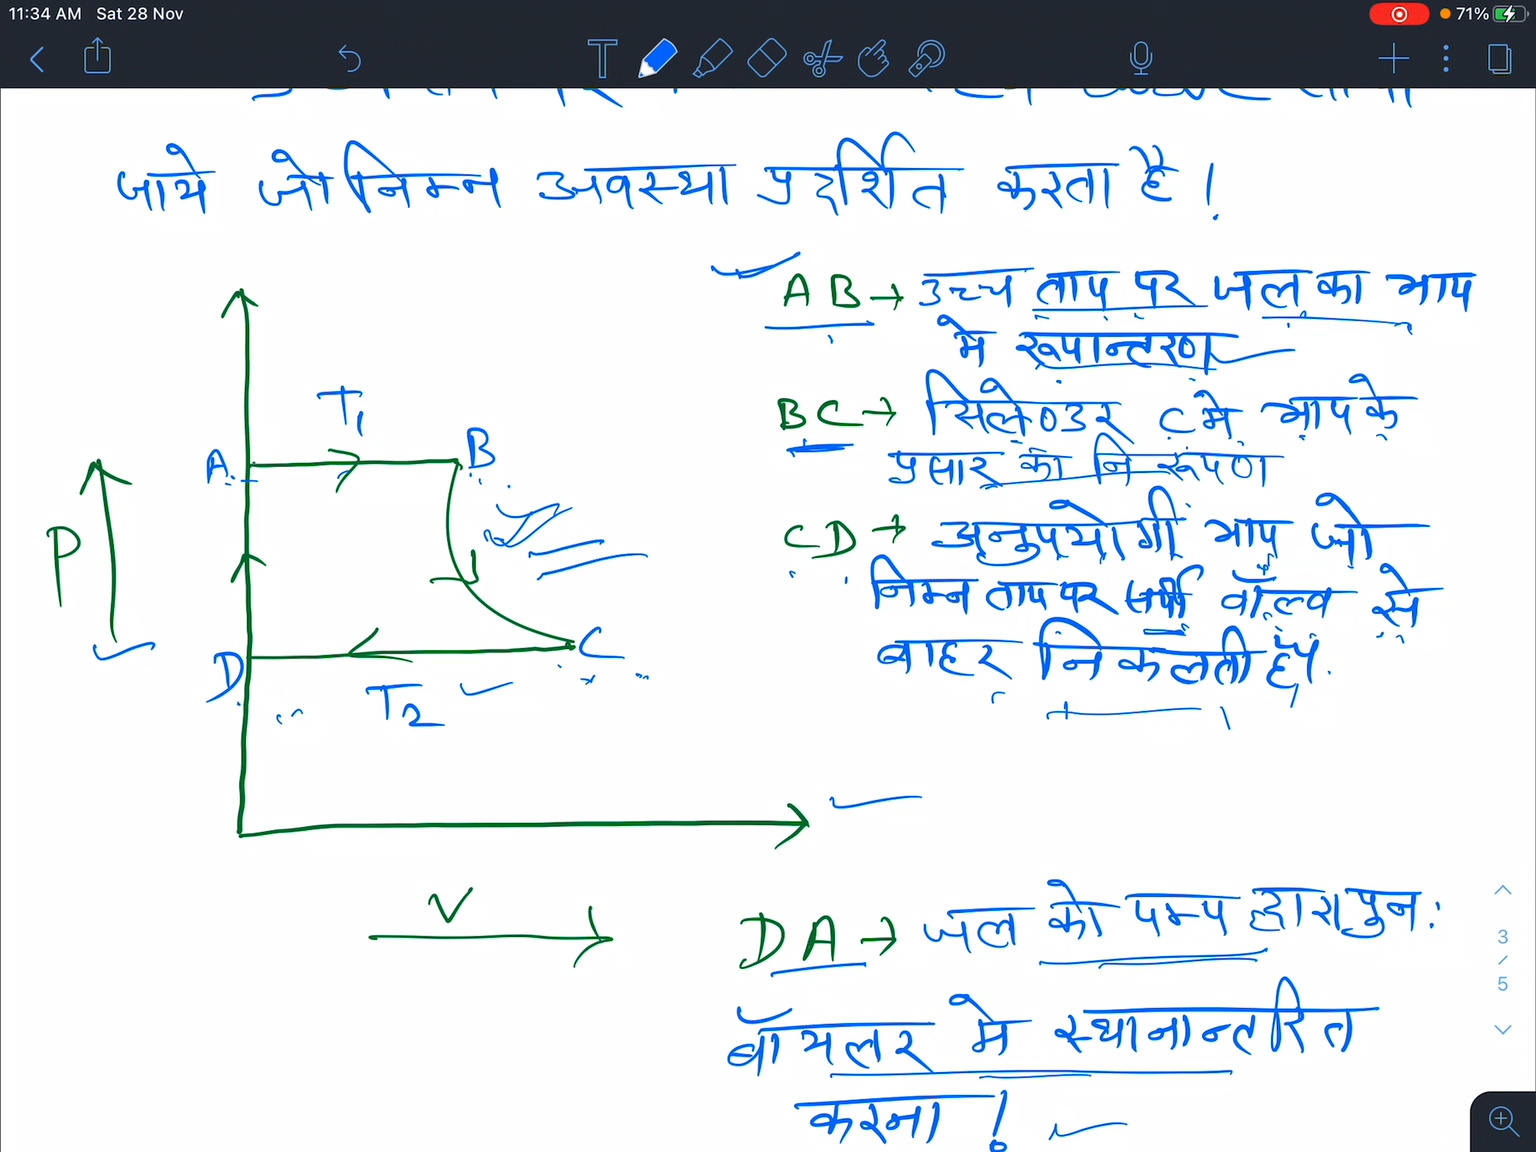 11:34 AM Sat 28 Nov
71%
जाये जो निम्न अवस्था प्रदर्शित करता है।
AB → उच्च ताप पर जल का भाप
मे रूपान्तरण
BC → सिलेण्डर C मे भाप के
प्रसार का निरूपण
CD → अनुपयोगी भाप जो
निम्न ताप पर वॉल्व से
बाहर निकलती है।
T1
A
B
P
D
C
T2
V
DA → जल को पम्प द्वारा पुन:
बॉयलर मे स्थानान्तरित
करना !
3
/
5